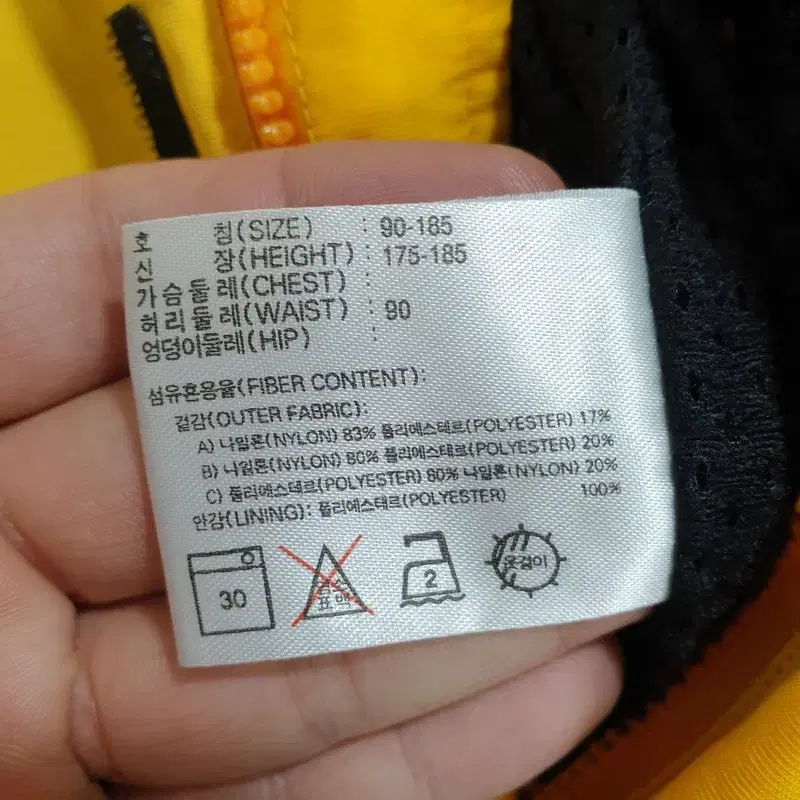 호 칭(SIZE) : 90-185
신 장(HEIGHT) : 175-185
가슴둘레(CHEST) :
허리둘레(WAIST) : 90
엉덩이둘레(HIP) :
섬유혼용율(FIBER CONTENT):
겉감(OUTER FABRIC):
A) 나일론(NYLON) 83% 폴리에스테르(POLYESTER) 17%
B) 나일론(NYLON) 80% 폴리에스테르(POLYESTER) 20%
C) 폴리에스테르(POLYESTER) 80% 나일론(NYLON) 20%
안감(LINING): 폴리에스테르(POLYESTER) 100%
30
2
옷걸이